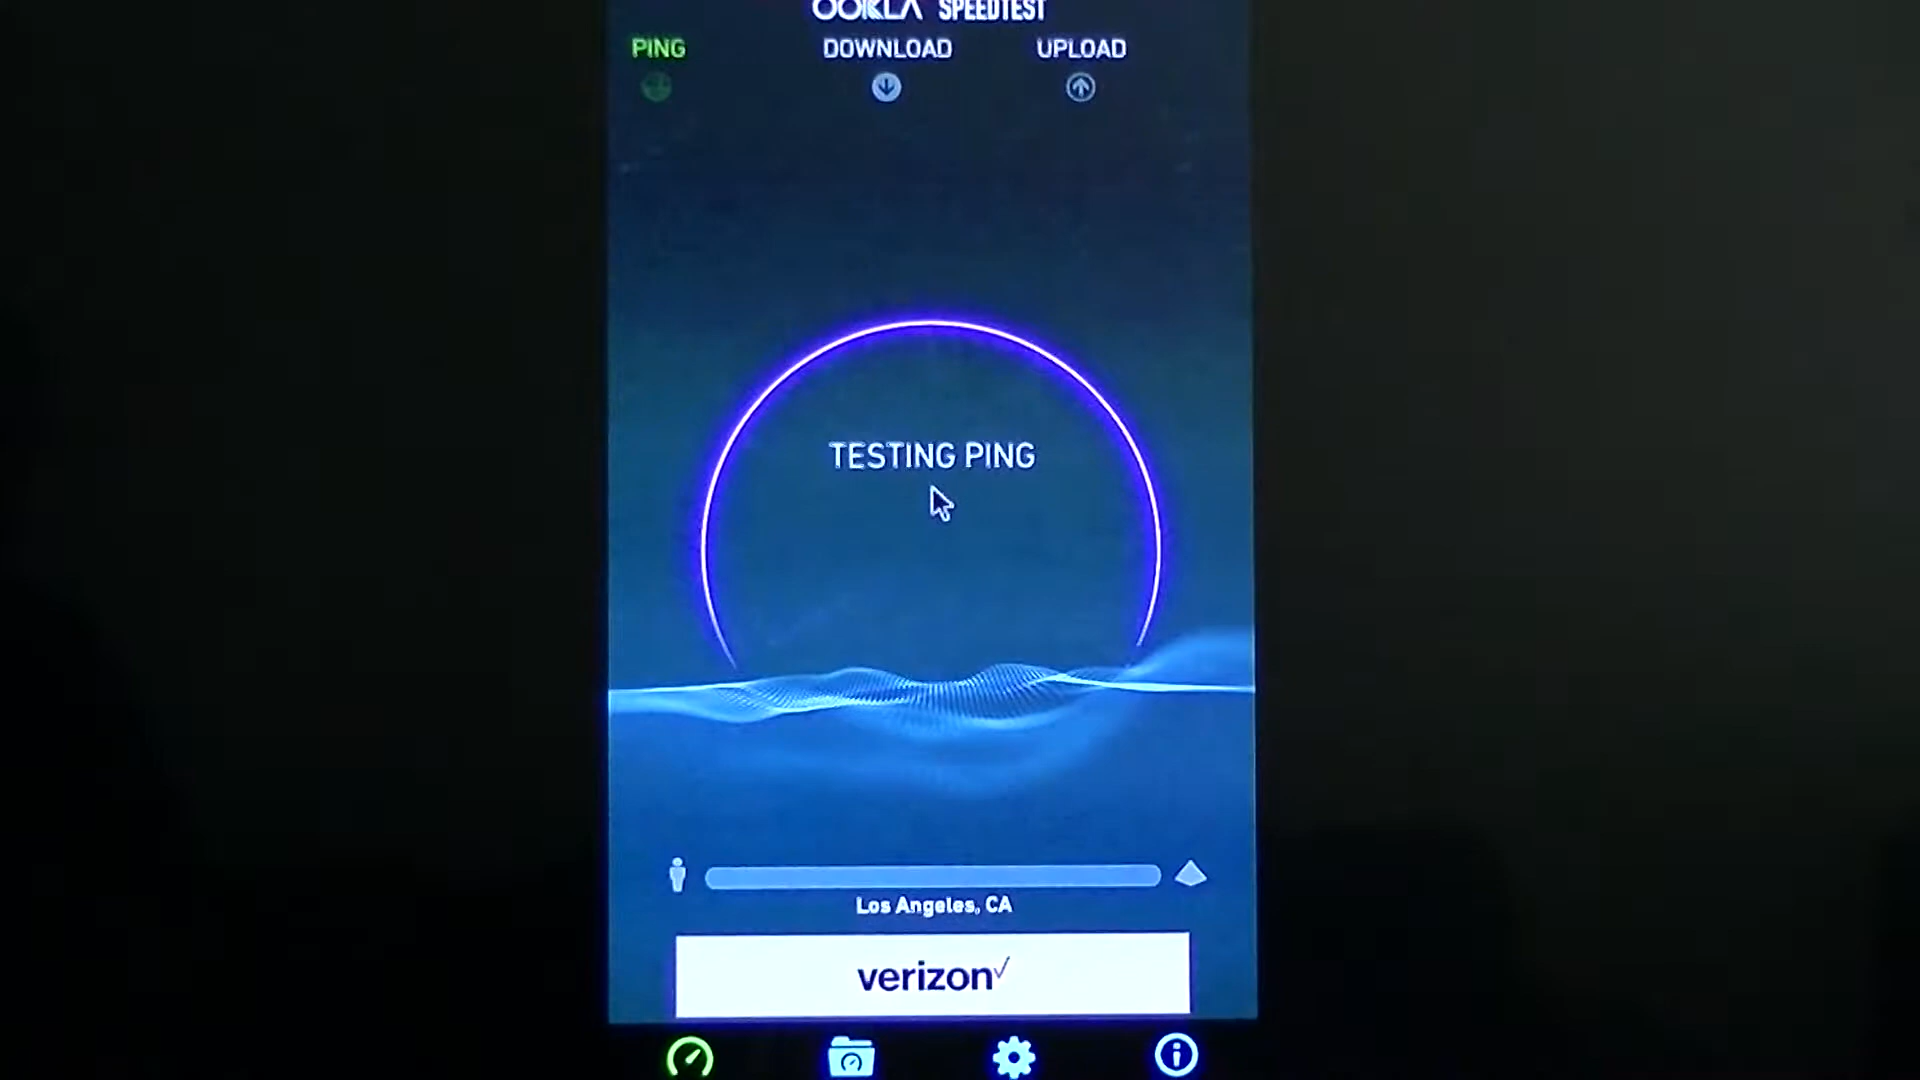 OOKLA SPEEDTEST
PING DOWNLOAD UPLOAD
TESTING PING
Los Angeles, CA
verizon✓